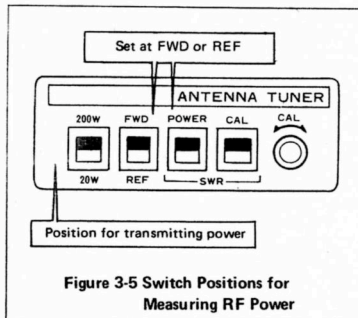 Set at FWD or REF
ANTENNA TUNER
200W FWD POWER CAL CAL
20W REF SWR
Position for transmitting power
Figure 3-5 Switch Positions for
Measuring RF Power